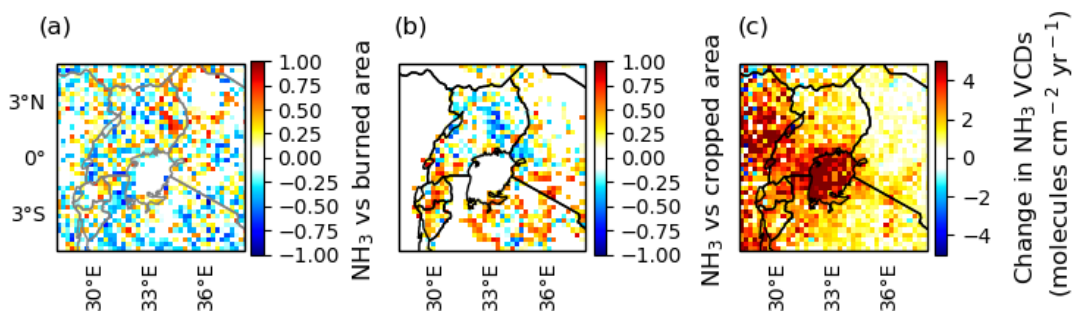 (a)
(b)
(c)
3°N
0°
3°S
30°E
33°E
36°E
1.00
0.75
0.50
0.25
0.00
−0.25
−0.50
−0.75
−1.00
NH₃ vs burned area
30°E
33°E
36°E
1.00
0.75
0.50
0.25
0.00
−0.25
−0.50
−0.75
−1.00
NH₃ vs cropped area
30°E
33°E
36°E
4
2
0
−2
−4
Change in NH₃ VCDs
(molecules cm⁻² yr⁻¹)